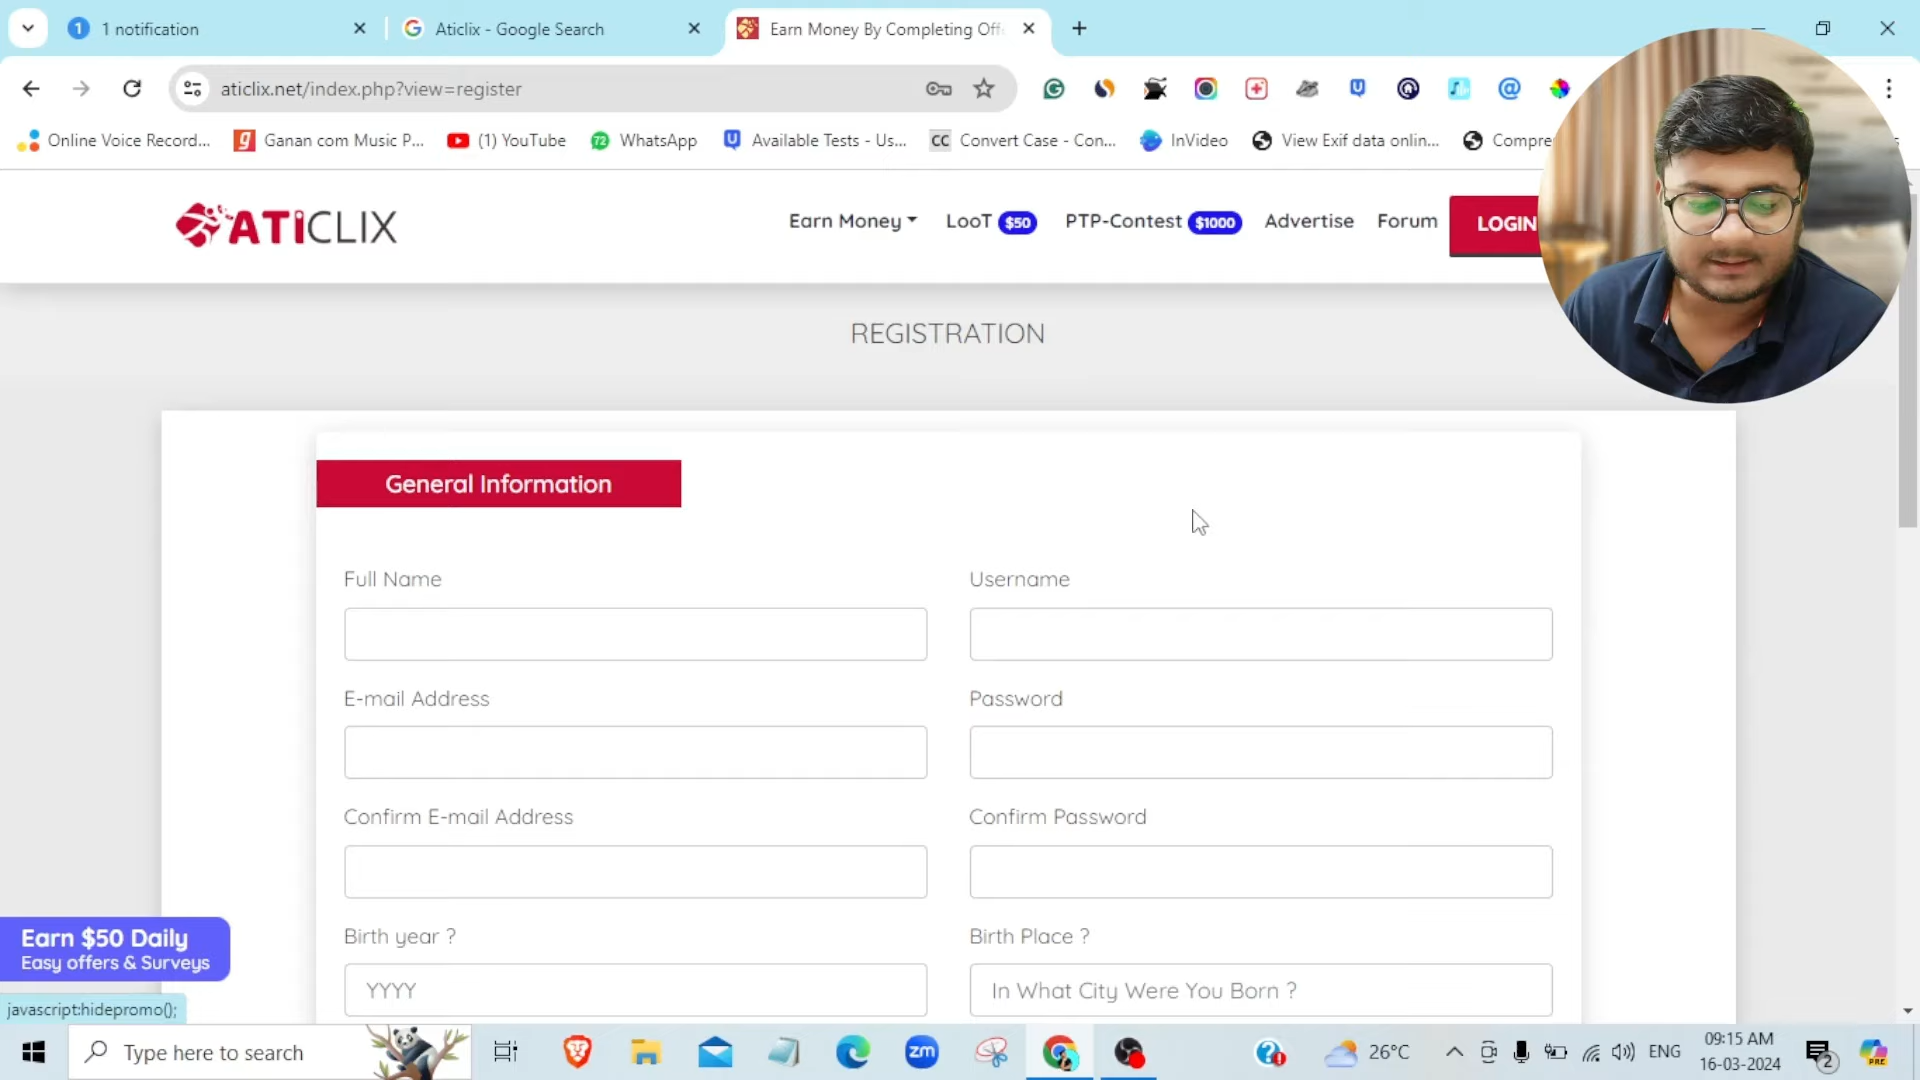 1 notification
Aticlix - Google Search
Earn Money By Completing Off
aticlix.net/index.php?view=register
Online Voice Record...
Ganan com Music P...
(1) YouTube
WhatsApp
Available Tests - Us...
CC Convert Case - Con...
InVideo
View Exif data onlin...
Compre
ATICLIX
Earn Money
LooT $50
PTP-Contest $1000
Advertise
Forum
LOGIN
REGISTRATION
General Information
Full Name
Username
E-mail Address
Password
Confirm E-mail Address
Confirm Password
Birth year ?
Birth Place ?
YYYY
In What City Were You Born ?
Earn $50 Daily
Easy offers & Surveys
javascript:hidepromo();
Type here to search
zm
26°C
ENG
09:15 AM
16-03-2024
2